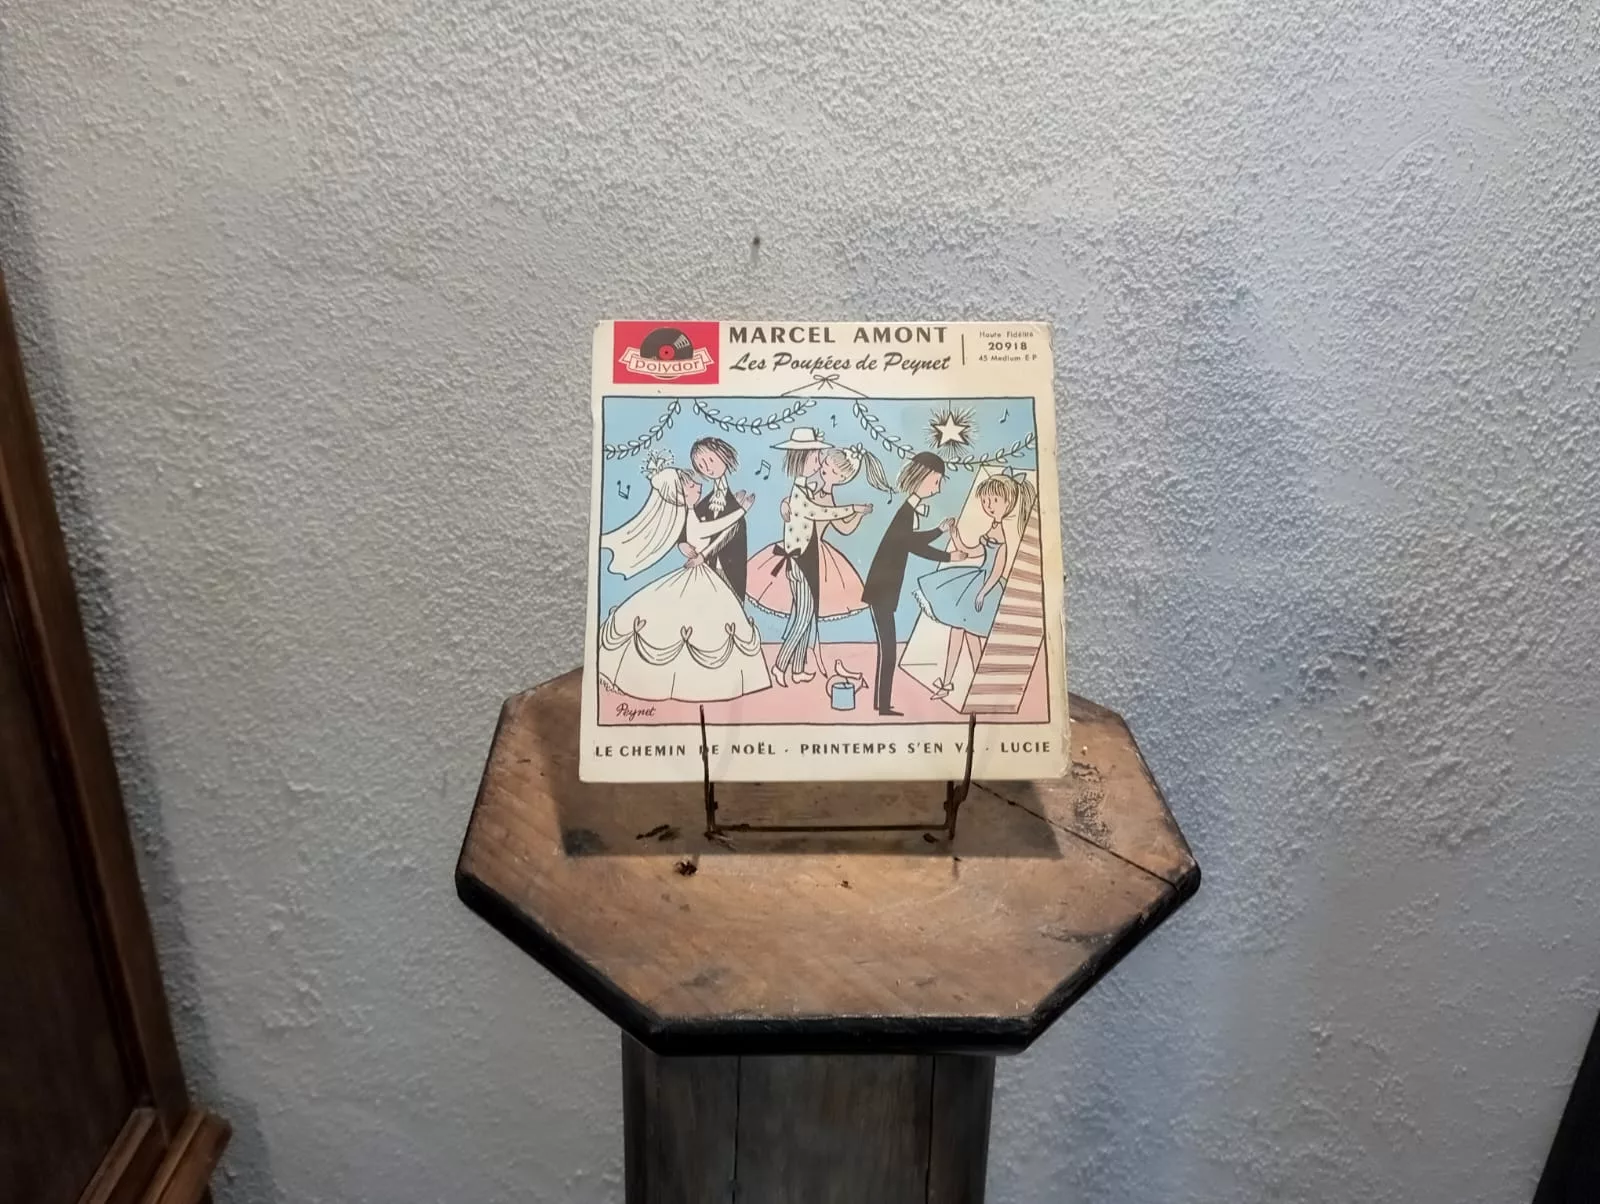 polydor
MARCEL AMONT
Les Poupées de Peynet
Haute Fidélité
20918
45 Medium E P
Peynet
LE CHEMIN DE NOËL · PRINTEMPS S'EN VA · LUCIE